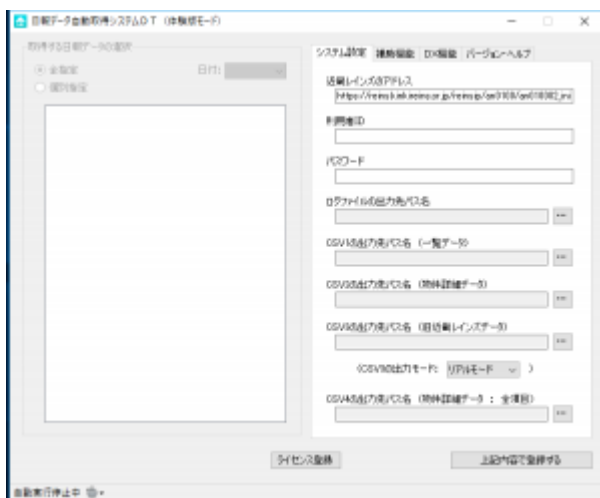 日報データ自動取得システムDT (体験版モード)
取得する日報データの選択
全指定
日付:
個別指定
システム設定 補助機能 DX機能 バージョン・ヘルプ
近畿レインズのアドレス
利用者ID
パスワード
ログファイルの出力先パス名
CSV1の出力先パス名 (一覧データ)
CSV2の出力先パス名 (物件詳細データ)
CSV3の出力先パス名 (旧近畿レインズデータ)
(CSV3の出力モード: リアルモード )
CSV4の出力先パス名 (物件詳細データ : 全項目)
ライセンス登録
上記内容で登録する
自動実行停止中